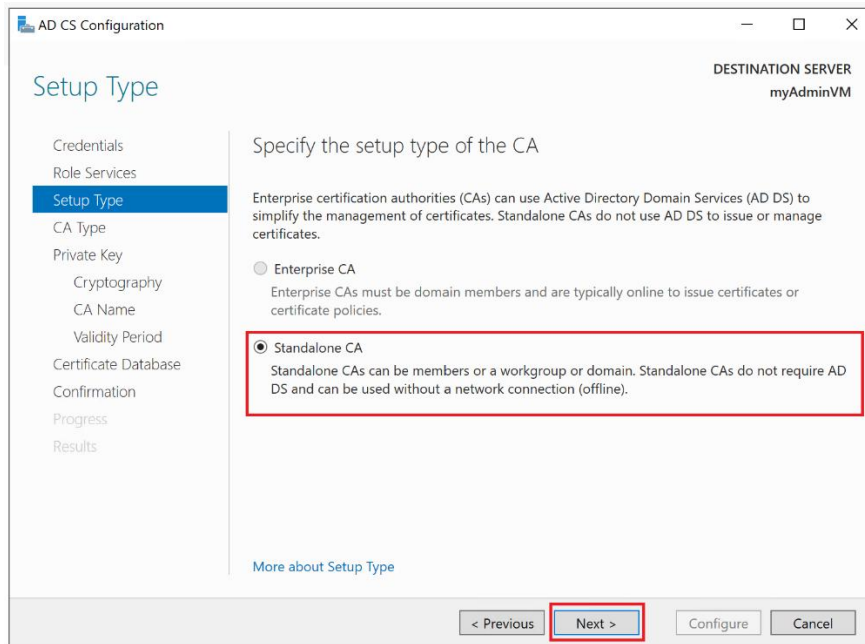 AD CS Configuration
DESTINATION SERVER
myAdminVM
Setup Type
Credentials
Role Services
Setup Type
CA Type
Private Key
Cryptography
CA Name
Validity Period
Certificate Database
Confirmation
Progress
Results
Specify the setup type of the CA
Enterprise certification authorities (CAs) can use Active Directory Domain Services (AD DS) to
simplify the management of certificates. Standalone CAs do not use AD DS to issue or manage
certificates.
Enterprise CA
Enterprise CAs must be domain members and are typically online to issue certificates or
certificate policies.
Standalone CA
Standalone CAs can be members or a workgroup or domain. Standalone CAs do not require AD
DS and can be used without a network connection (offline).
More about Setup Type
< Previous
Next >
Configure
Cancel